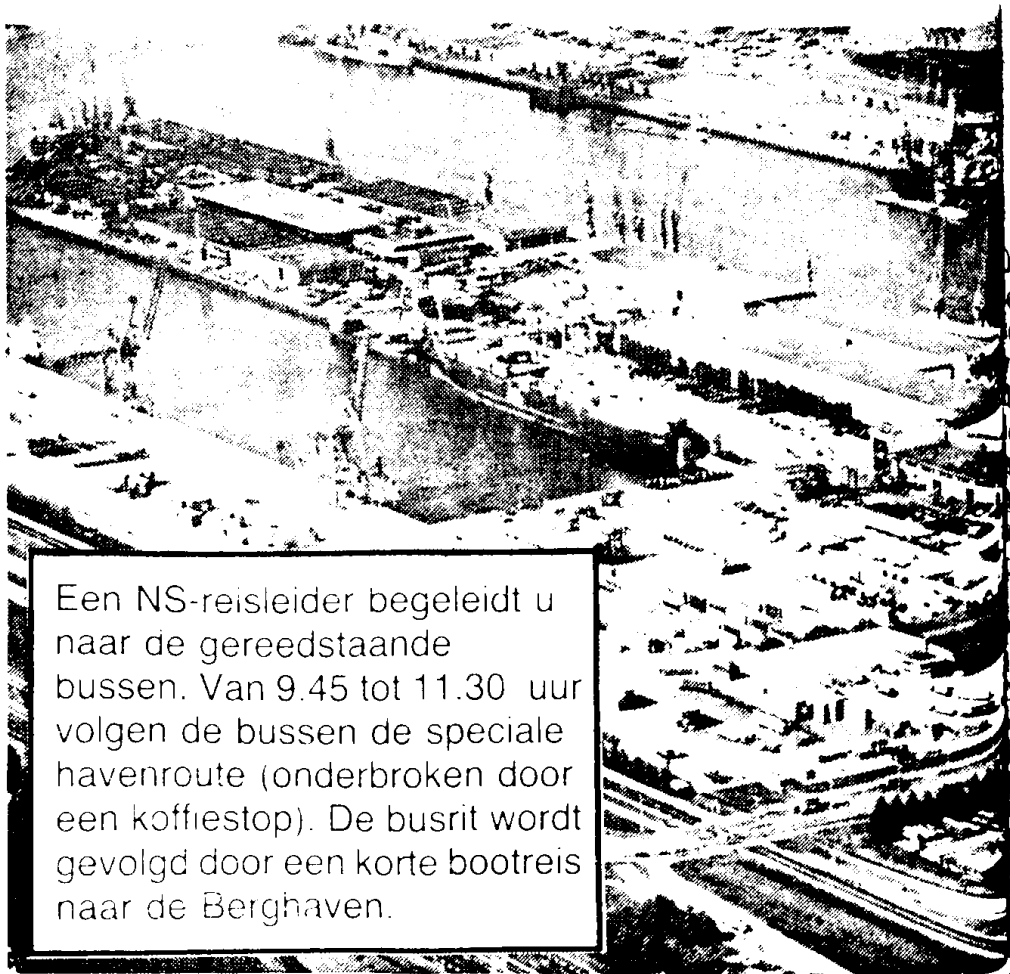 Een NS-reisleider begeleidt u
naar de gereedstaande
bussen. Van 9.45 tot 11.30 uur
volgen de bussen de speciale
havenroute (onderbroken door
een koffiestop). De busrit wordt
gevolgd door een korte bootreis
naar de Berghaven.